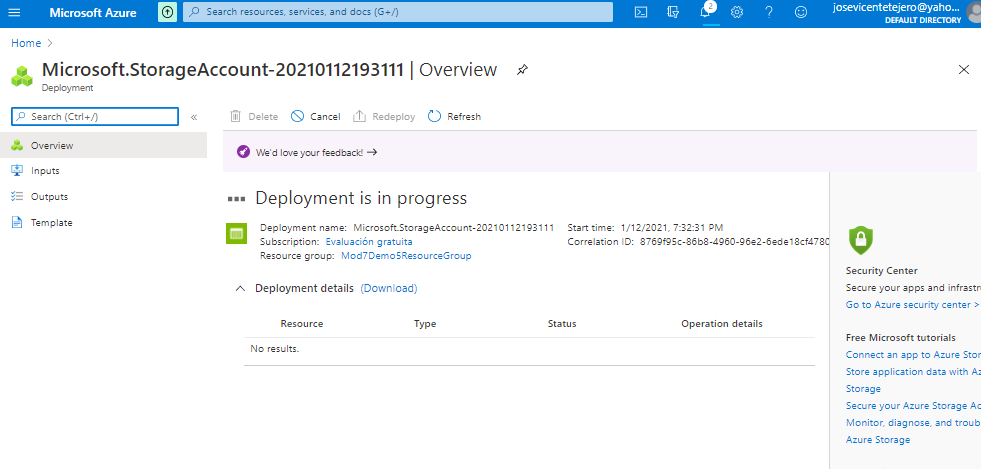 Microsoft Azure
Search resources, services, and docs (G+/)
2
josevicentetejero@yaho...
DEFAULT DIRECTORY
Home >
Microsoft.StorageAccount-20210112193111 | Overview
Deployment
Search (Ctrl+/)
«
Delete
Cancel
Redeploy
Refresh
Overview
Inputs
Outputs
Template
We'd love your feedback! →
Deployment is in progress
Deployment name: Microsoft.StorageAccount-20210112193111
Subscription: Evaluación gratuita
Resource group: Mod7Demo5ResourceGroup
Start time: 1/12/2021, 7:32:31 PM
Correlation ID: 8769f95c-86b8-4960-96e2-6ede18cf4780
Deployment details (Download)
Resource Type Status Operation details
No results.
Security Center
Secure your apps and infrastru
Go to Azure security center >
Free Microsoft tutorials
Connect an app to Azure Stor
Store application data with Az
Storage
Secure your Azure Storage Ac
Monitor, diagnose, and troub
Azure Storage